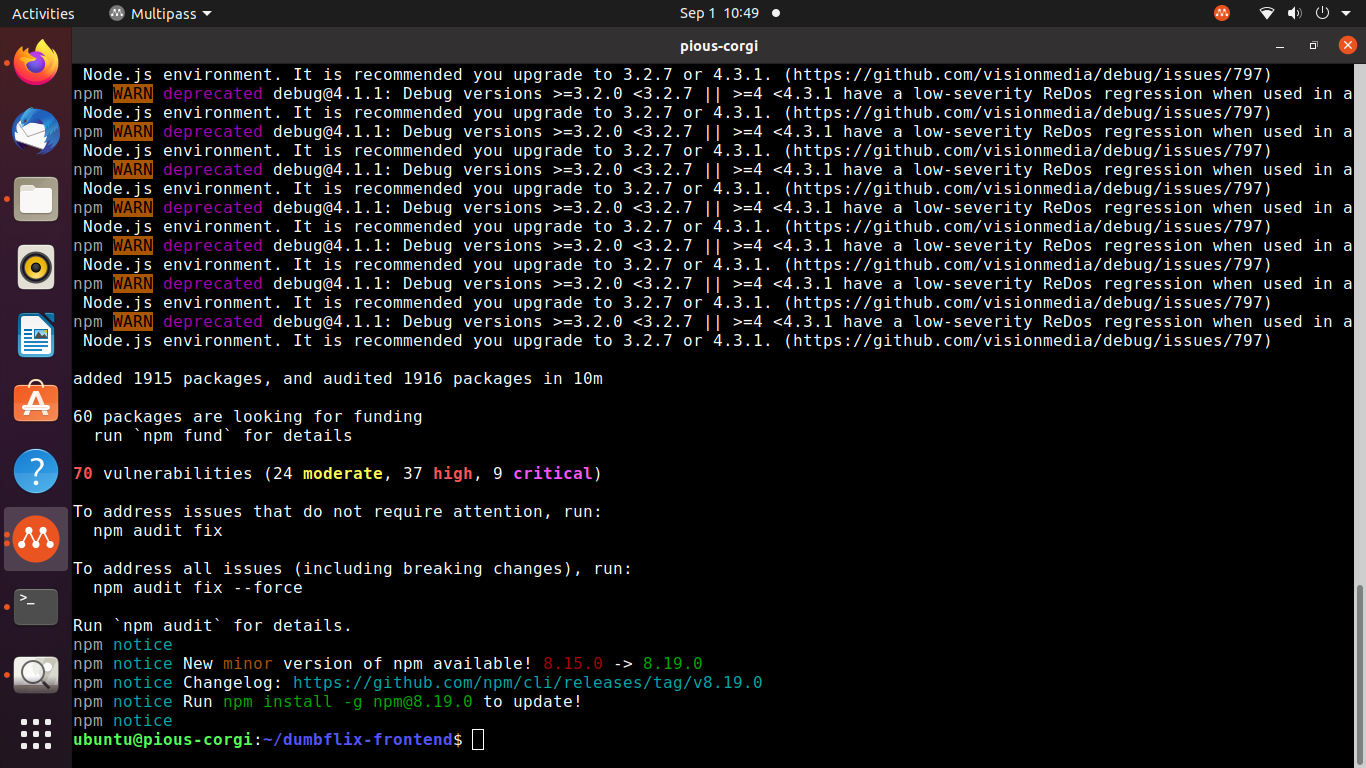 Activities
Multipass
Sep 1 10:49
pious-corgi
Node.js environment. It is recommended you upgrade to 3.2.7 or 4.3.1. (https://github.com/visionmedia/debug/issues/797)
npm WARN deprecated debug@4.1.1: Debug versions >=3.2.0 <3.2.7 || >=4 <4.3.1 have a low-severity ReDos regression when used in a
Node.js environment. It is recommended you upgrade to 3.2.7 or 4.3.1. (https://github.com/visionmedia/debug/issues/797)
npm WARN deprecated debug@4.1.1: Debug versions >=3.2.0 <3.2.7 || >=4 <4.3.1 have a low-severity ReDos regression when used in a
Node.js environment. It is recommended you upgrade to 3.2.7 or 4.3.1. (https://github.com/visionmedia/debug/issues/797)
npm WARN deprecated debug@4.1.1: Debug versions >=3.2.0 <3.2.7 || >=4 <4.3.1 have a low-severity ReDos regression when used in a
Node.js environment. It is recommended you upgrade to 3.2.7 or 4.3.1. (https://github.com/visionmedia/debug/issues/797)
npm WARN deprecated debug@4.1.1: Debug versions >=3.2.0 <3.2.7 || >=4 <4.3.1 have a low-severity ReDos regression when used in a
Node.js environment. It is recommended you upgrade to 3.2.7 or 4.3.1. (https://github.com/visionmedia/debug/issues/797)
npm WARN deprecated debug@4.1.1: Debug versions >=3.2.0 <3.2.7 || >=4 <4.3.1 have a low-severity ReDos regression when used in a
Node.js environment. It is recommended you upgrade to 3.2.7 or 4.3.1. (https://github.com/visionmedia/debug/issues/797)
npm WARN deprecated debug@4.1.1: Debug versions >=3.2.0 <3.2.7 || >=4 <4.3.1 have a low-severity ReDos regression when used in a
Node.js environment. It is recommended you upgrade to 3.2.7 or 4.3.1. (https://github.com/visionmedia/debug/issues/797)
npm WARN deprecated debug@4.1.1: Debug versions >=3.2.0 <3.2.7 || >=4 <4.3.1 have a low-severity ReDos regression when used in a
Node.js environment. It is recommended you upgrade to 3.2.7 or 4.3.1. (https://github.com/visionmedia/debug/issues/797)
added 1915 packages, and audited 1916 packages in 10m
60 packages are looking for funding
run `npm fund` for details
70 vulnerabilities (24 moderate, 37 high, 9 critical)
To address issues that do not require attention, run:
npm audit fix
To address all issues (including breaking changes), run:
npm audit fix --force
Run `npm audit` for details.
npm notice
npm notice New minor version of npm available! 8.15.0 -> 8.19.0
npm notice Changelog: https://github.com/npm/cli/releases/tag/v8.19.0
npm notice Run npm install -g npm@8.19.0 to update!
npm notice
ubuntu@pious-corgi:~/dumbflix-frontend$